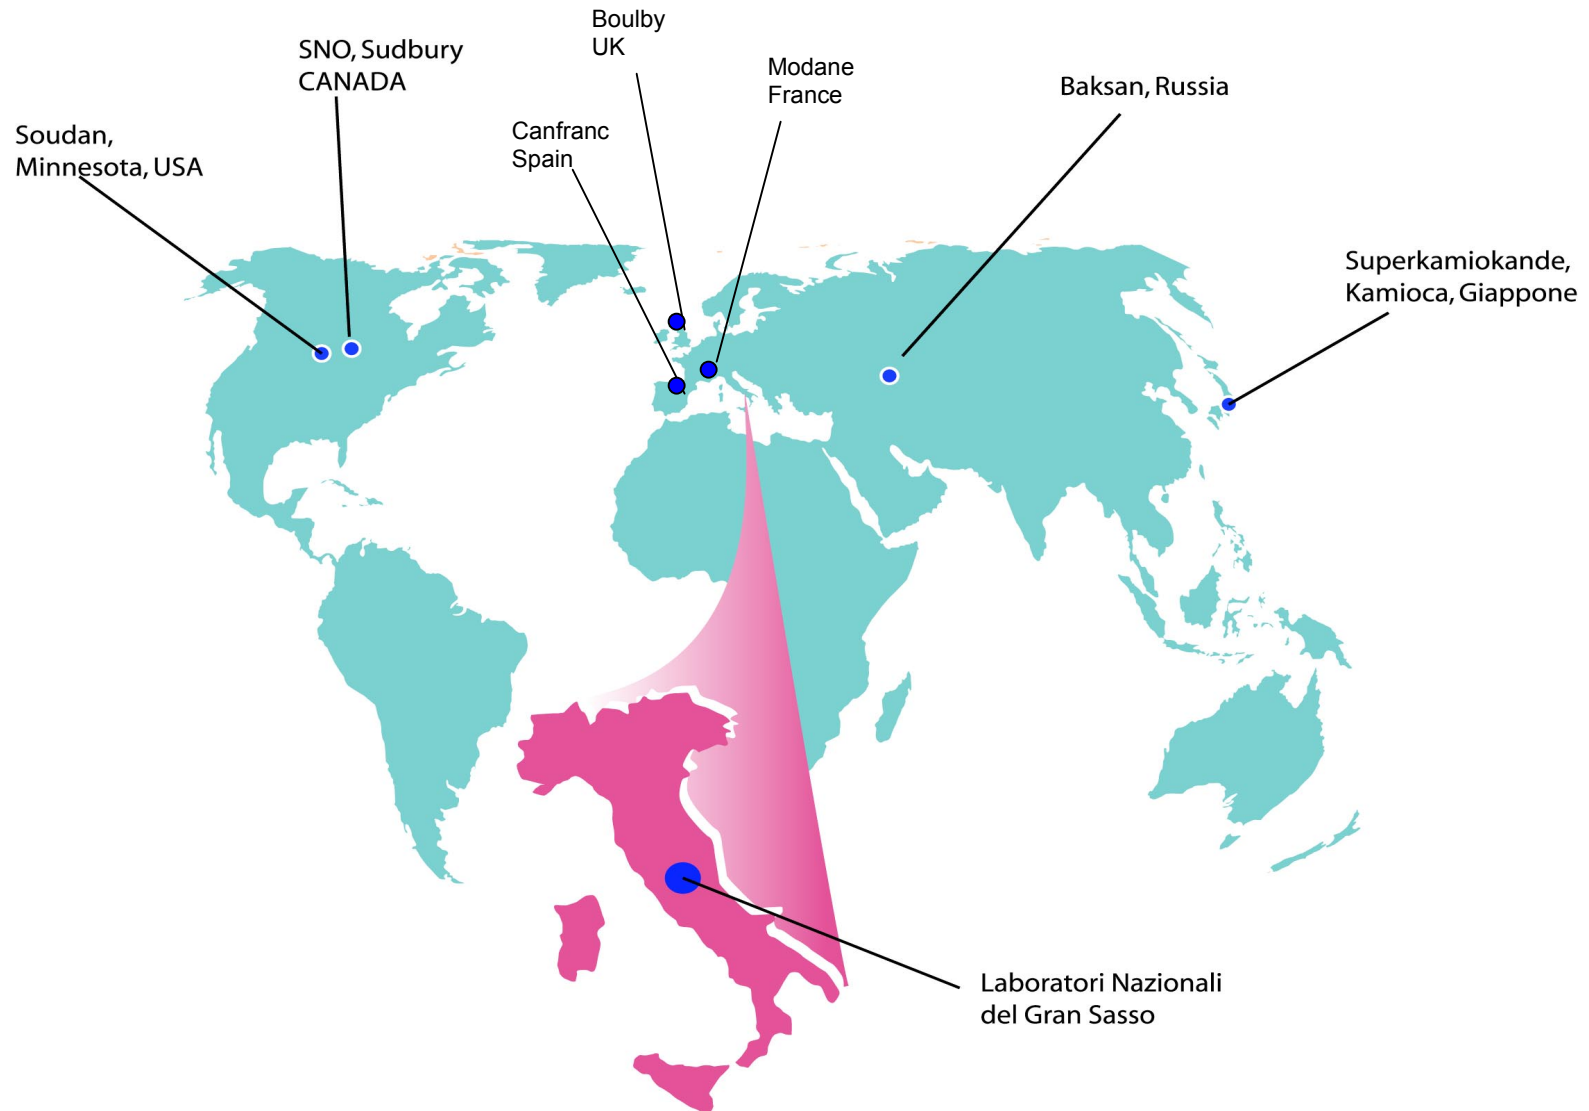 Boulby
UK
SNO, Sudbury
CANADA
Modane
France
Baksan, Russia
Soudan,
Minnesota, USA
Canfranc
Spain
Superkamiokande,
Kamioca, Giappone
Laboratori Nazionali
del Gran Sasso